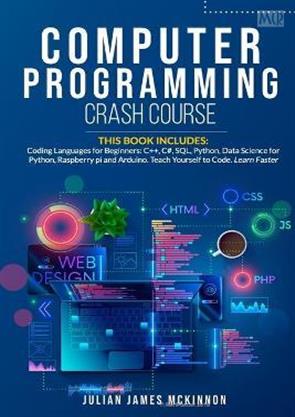 MCP
COMPUTER
PROGRAMMING
CRASH COURSE
THIS BOOK INCLUDES:
Coding Languages for Beginners: C++, C#, SQL, Python, Data Science for
Python, Raspberry pi and Arduino. Teach Yourself to Code. Learn Faster
CSS
<HTML>
JS
WEB
DESIGN
PHP
JULIAN JAMES MCKINNON